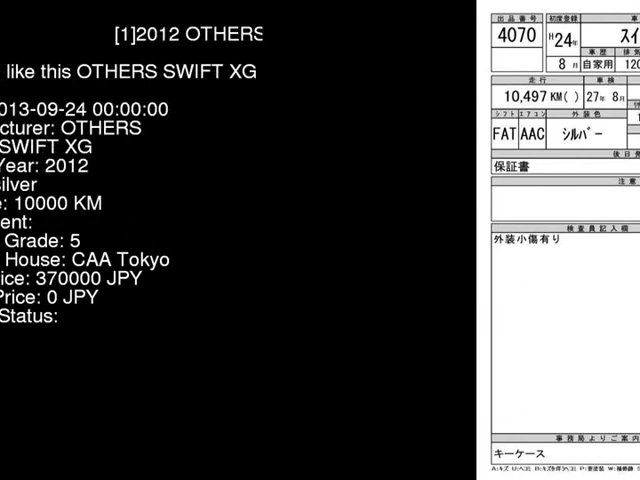 [1]2012 OTHERS
like this OTHERS SWIFT XG
013-09-24 00:00:00
cturer: OTHERS
SWIFT XG
Year: 2012
silver
e: 10000 KM
ent:
Grade: 5
House: CAA Tokyo
ice: 370000 JPY
Price: 0 JPY
Status:
出品番号 初度登録 車
4070 H24年 スイ
8 月
車歴 排気
自家用 120
走行 車検
10,497 KM( ) 27年 8月
シフト エアコン 外装色
FAT AAC シルバー
後日発
保証書
注意
検査員記入欄
外装小傷有り
事務局よりご案内
キーケース